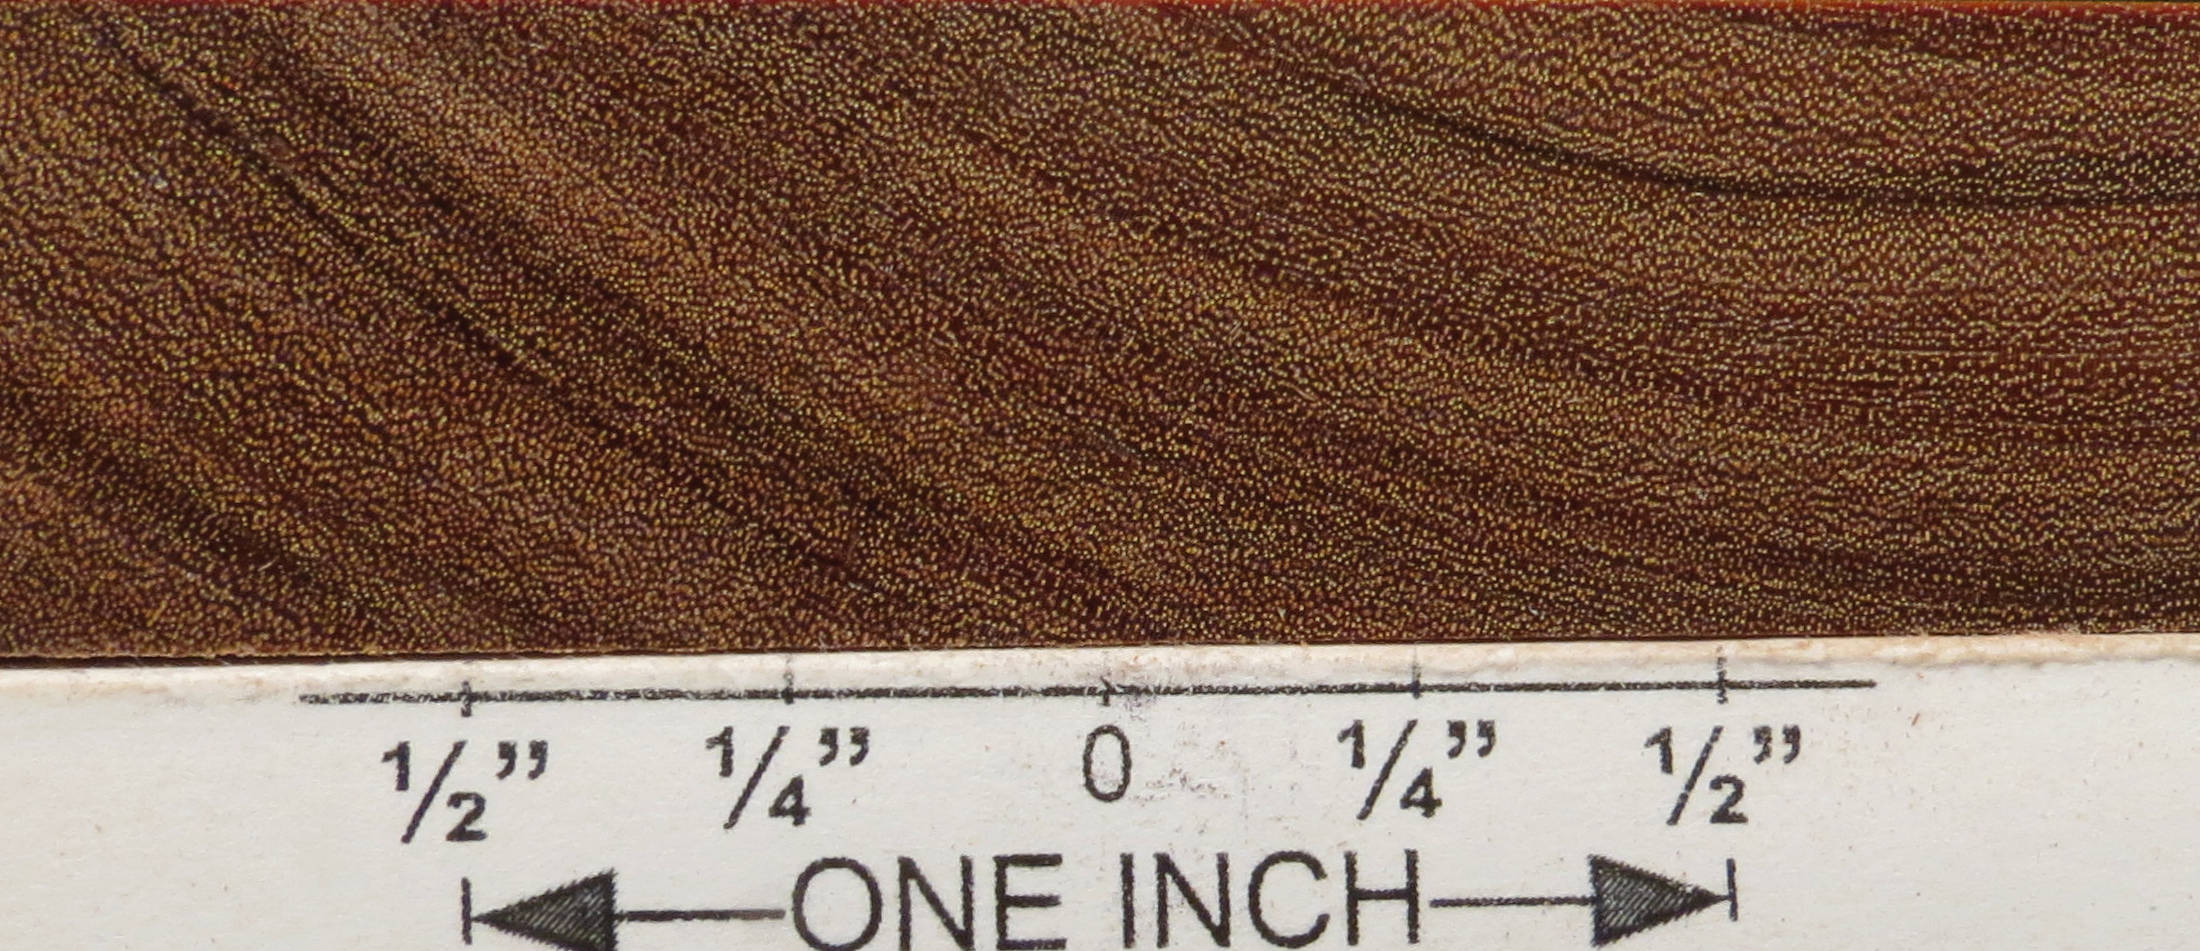 1/2” 1/4” 0 1/4” 1/2”
ONE INCH